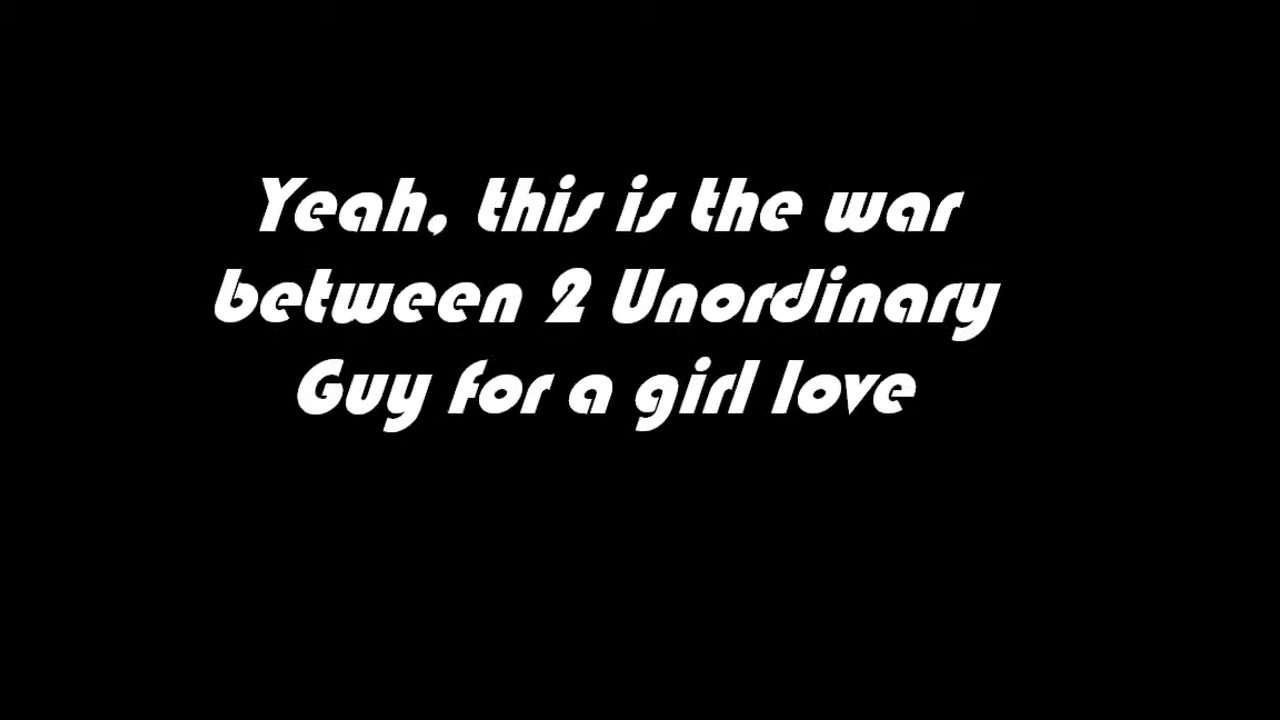 Yeah, this is the war
between 2 Unordinary
Guy for a girl love